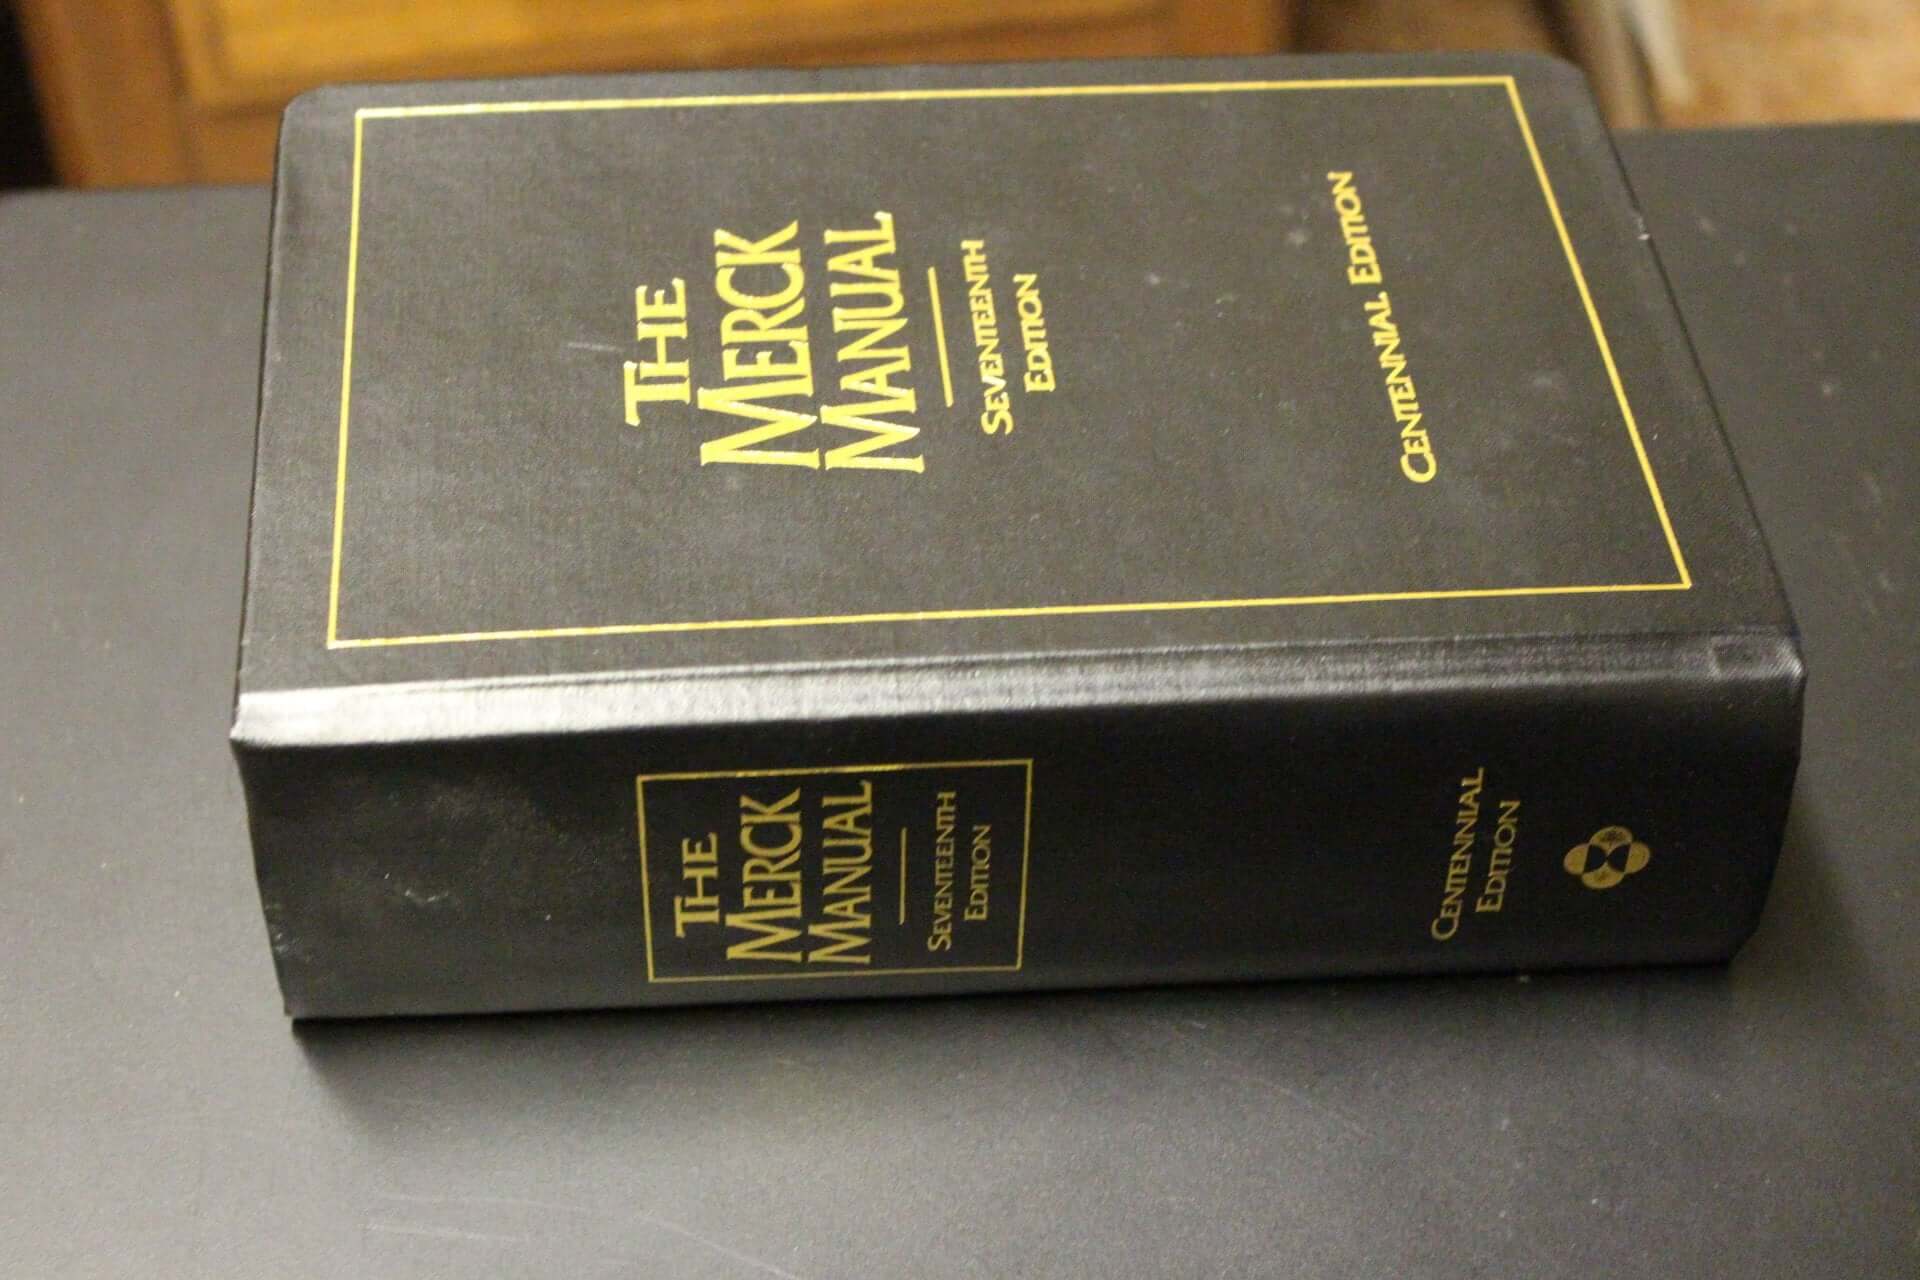 THE
MERCK
MANUAL
SEVENTEENTH
EDITION
CENTENNIAL EDITION
THE
MERCK
MANUAL
SEVENTEENTH
EDITION
CENTENNIAL
EDITION